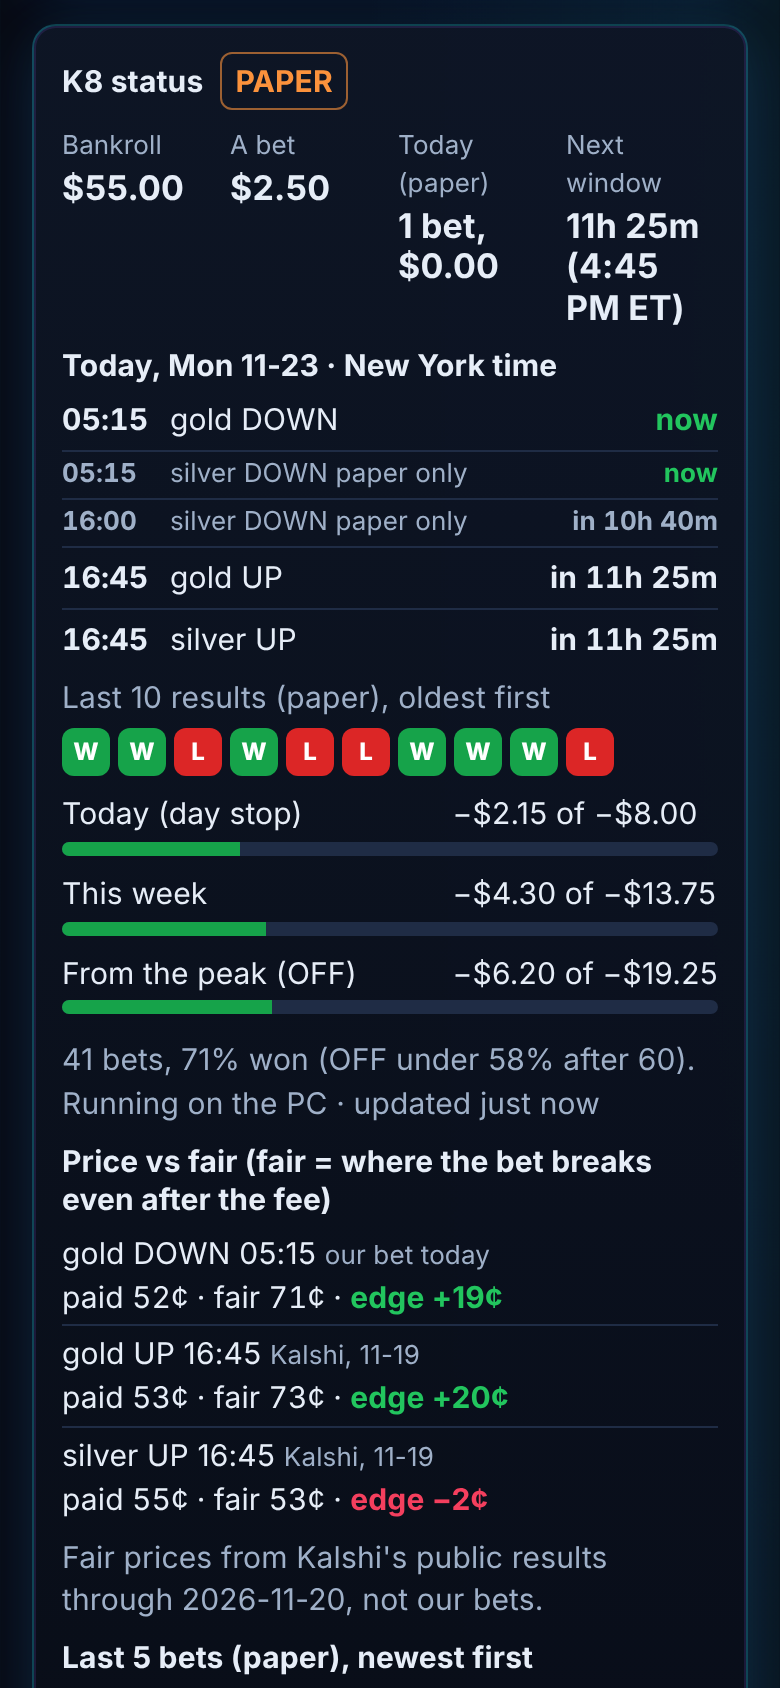 K8 status PAPER
Bankroll
$55.00
A bet
$2.50
Today
(paper)
1 bet,
$0.00
Next
window
11h 25m
(4:45
PM ET)
Today, Mon 11-23 · New York time
05:15 gold DOWN now
05:15 silver DOWN paper only now
16:00 silver DOWN paper only in 10h 40m
16:45 gold UP in 11h 25m
16:45 silver UP in 11h 25m
Last 10 results (paper), oldest first
W W L W L L W W W L
Today (day stop) −$2.15 of −$8.00
This week −$4.30 of −$13.75
From the peak (OFF) −$6.20 of −$19.25
41 bets, 71% won (OFF under 58% after 60).
Running on the PC · updated just now
Price vs fair (fair = where the bet breaks
even after the fee)
gold DOWN 05:15 our bet today
paid 52¢ · fair 71¢ · edge +19¢
gold UP 16:45 Kalshi, 11-19
paid 53¢ · fair 73¢ · edge +20¢
silver UP 16:45 Kalshi, 11-19
paid 55¢ · fair 53¢ · edge −2¢
Fair prices from Kalshi's public results
through 2026-11-20, not our bets.
Last 5 bets (paper), newest first